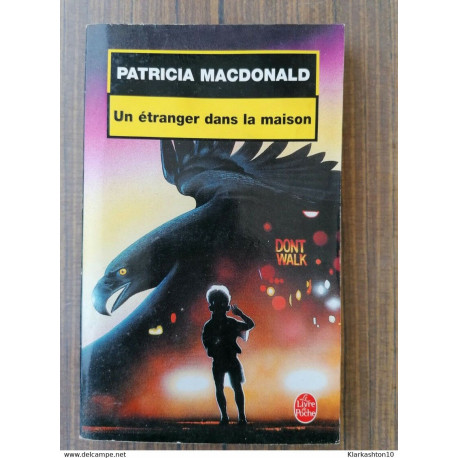 PATRICIA MACDONALD
Un étranger dans la maison
DONT
WALK
Le
Livre
de
Poche
www.delcampe.net
Klarkashton10